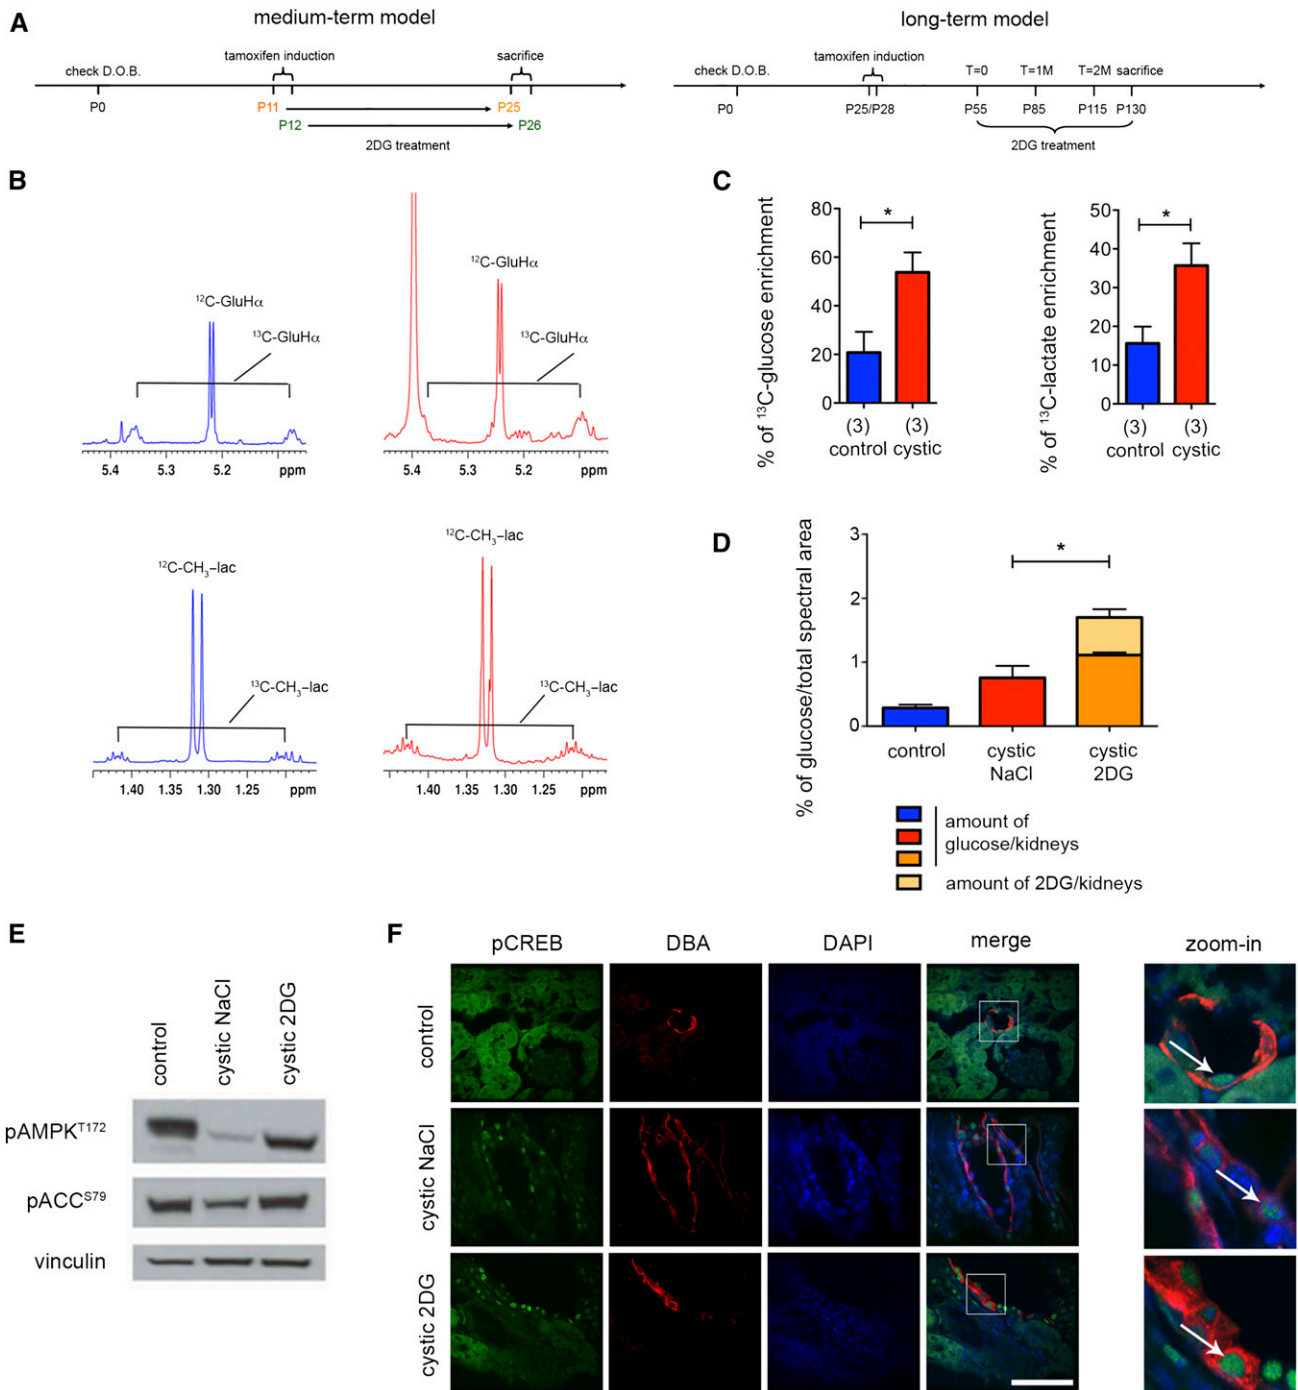 A
medium-term model
long-term model
check D.O.B.
tamoxifen induction
sacrifice
P0
P11
P25
P12
P26
2DG treatment
check D.O.B.
tamoxifen induction
T=0
T=1M
T=2M
sacrifice
P0
P25/P28
P55
P85
P115
P130
2DG treatment
B
¹²C-GluHα
¹³C-GluHα
5.4
5.3
5.2
ppm
¹²C-GluHα
¹³C-GluHα
5.4
5.3
5.2
ppm
¹²C-CH₃–lac
¹³C-CH₃–lac
1.40
1.35
1.30
1.25
ppm
¹²C-CH₃–lac
¹³C-CH₃–lac
1.40
1.35
1.30
1.25
ppm
C
% of ¹³C-glucose enrichment
80
60
40
20
0
*
(3)
control
(3)
cystic
% of ¹³C-lactate enrichment
50
40
30
20
10
0
*
(3)
control
(3)
cystic
D
% of glucose/total spectral area
3
2
1
0
*
control
cystic
NaCl
cystic
2DG
amount of
glucose/kidneys
amount of 2DG/kidneys
E
control
cystic NaCl
cystic 2DG
pAMPKᵀ¹⁷²
pACCˢ⁷⁹
vinculin
F
pCREB
DBA
DAPI
merge
zoom-in
control
cystic NaCl
cystic 2DG